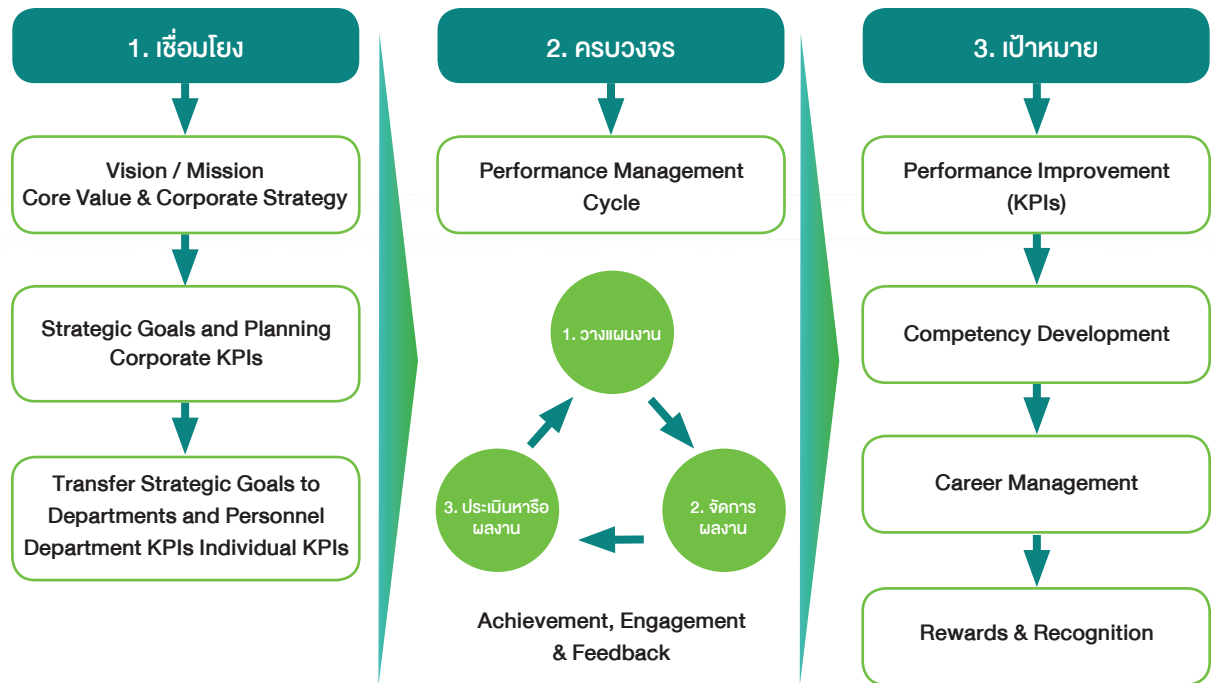 1. เชื่อมโยง
Vision / Mission
Core Value & Corporate Strategy
Strategic Goals and Planning
Corporate KPIs
Transfer Strategic Goals to
Departments and Personnel
Department KPIs Individual KPIs
2. ครบวงจร
Performance Management
Cycle
1. วางแผนงาน
2. จัดการ
ผลงาน
3. ประเมินหารือ
ผลงาน
Achievement, Engagement
& Feedback
3. เป้าหมาย
Performance Improvement
(KPIs)
Competency Development
Career Management
Rewards & Recognition